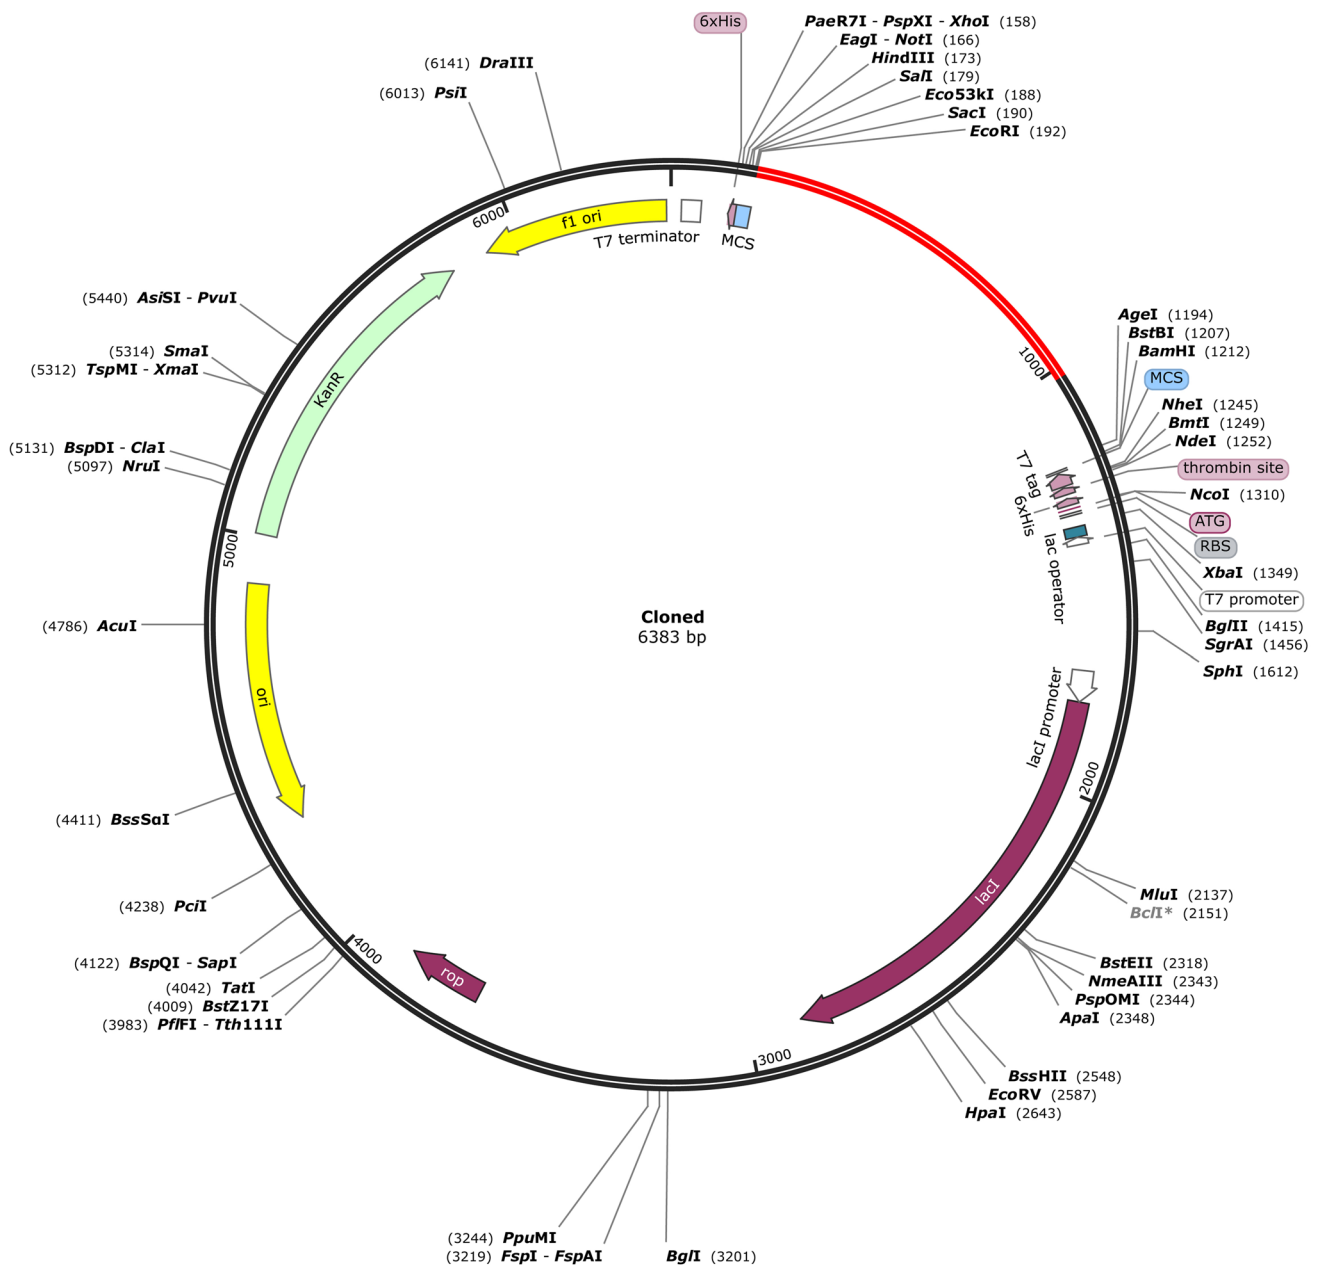 6xHis
PaeR7I - PspXI - XhoI (158)
EagI - NotI (166)
HindIII (173)
SalI (179)
Eco53kI (188)
SacI (190)
EcoRI (192)
(6141) DraIII
(6013) PsiI
6000
f1 ori
T7 terminator
MCS
1000
AgeI (1194)
BstBI (1207)
BamHI (1212)
MCS
NheI (1245)
BmtI (1249)
NdeI (1252)
thrombin site
NcoI (1310)
ATG
RBS
XbaI (1349)
T7 promoter
BglII (1415)
SgrAI (1456)
SphI (1612)
T7 tag
6xHis
lac operator
(5440) AsiSI - PvuI
(5314) SmaI
(5312) TspMI - XmaI
(5131) BspDI - ClaI
(5097) NruI
KanR
5000
Cloned
6383 bp
(4786) AcuI
ori
lacI promoter
2000
lacI
(4411) BssSαI
(4238) PciI
(4122) BspQI - SapI
(4042) TatI
(4009) BstZ17I
(3983) PflFI - Tth111I
4000
rop
3000
MluI (2137)
BclI* (2151)
BstEII (2318)
NmeAIII (2343)
PspOMI (2344)
ApaI (2348)
BssHII (2548)
EcoRV (2587)
HpaI (2643)
(3244) PpuMI
(3219) FspI - FspAI
BglI (3201)